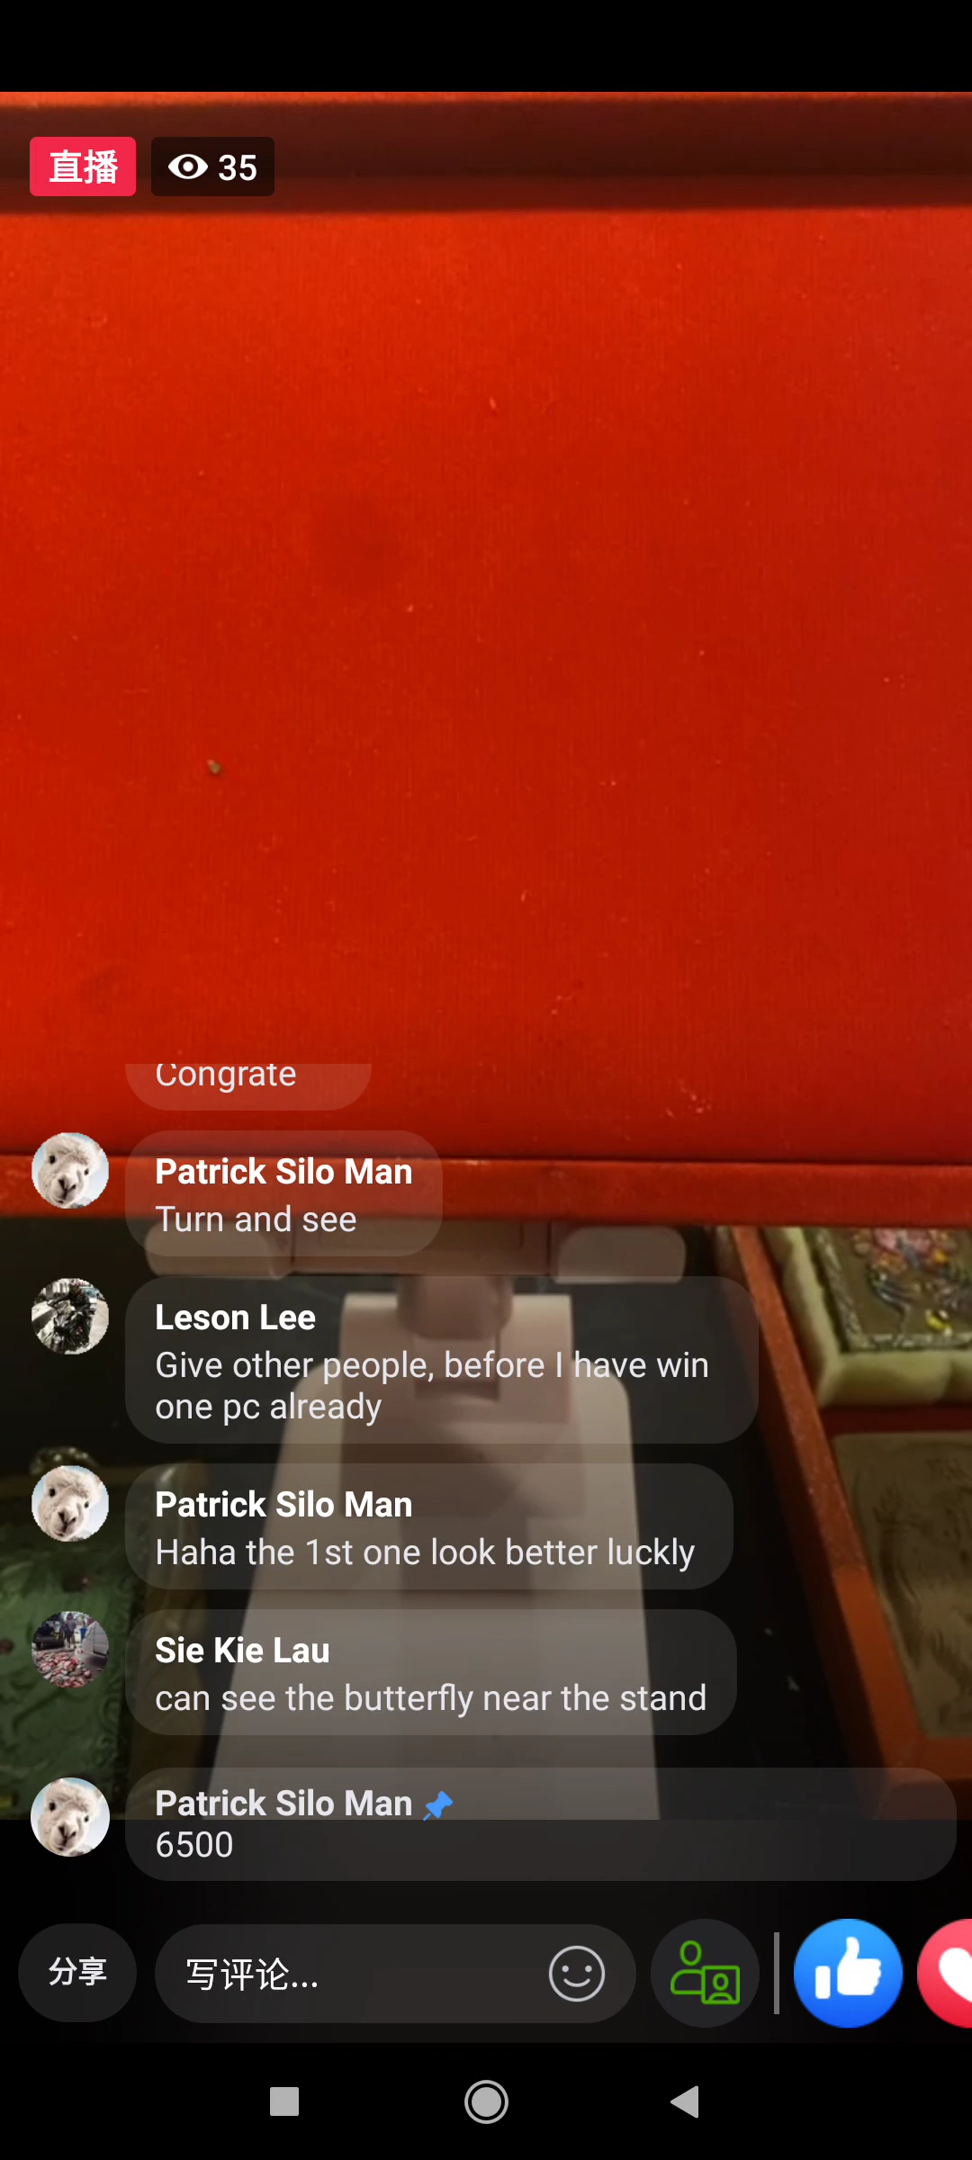 直播
35
Congrate
Patrick Silo Man
Turn and see
Leson Lee
Give other people, before I have win
one pc already
Patrick Silo Man
Haha the 1st one look better luckly
Sie Kie Lau
can see the butterfly near the stand
Patrick Silo Man
6500
分享
写评论...